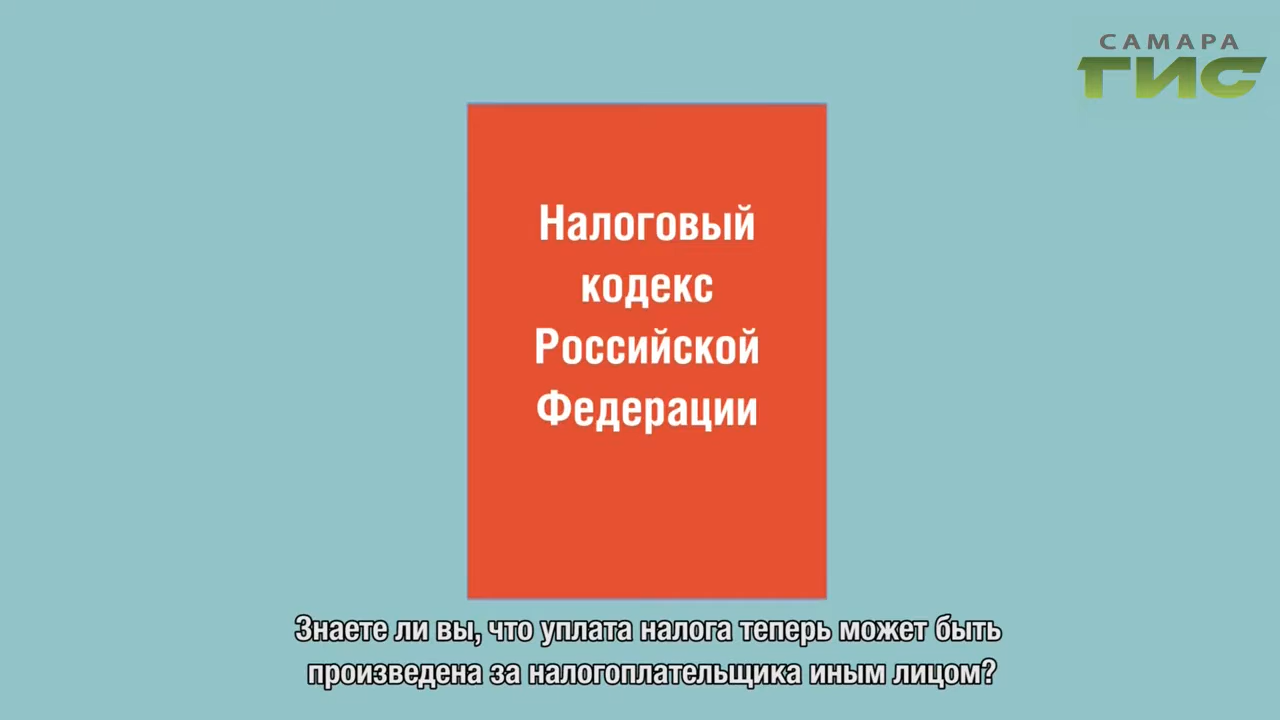 САМАРА
ГИС
Налоговый
кодекс
Российской
Федерации
Знаете ли вы, что уплата налога теперь может быть
произведена за налогоплательщика иным лицом?